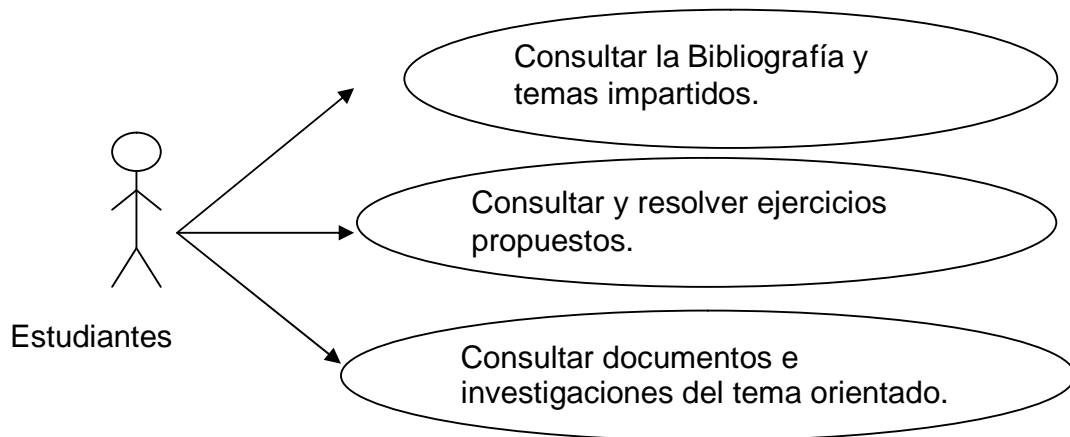 Consultar la Bibliografía y
temas impartidos.
Consultar y resolver ejercicios
propuestos.
Estudiantes
Consultar documentos e
investigaciones del tema orientado.